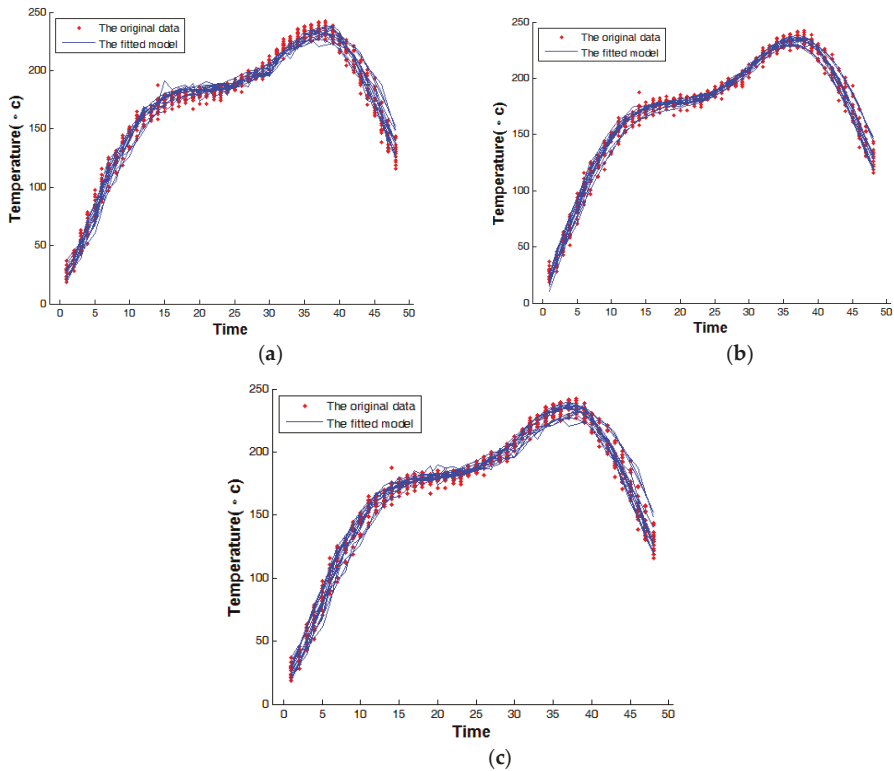 250
200
150
100
50
0
Temperature( ∘ c)
The original data
The fitted model
0 5 10 15 20 25 30 35 40 45 50
Time
(a)
250
200
150
100
50
0
Temperature( ∘ c)
The original data
The fitted model
0 5 10 15 20 25 30 35 40 45 50
Time
(b)
250
200
150
100
50
0
Temperature( ∘ c)
The original data
The fitted model
0 5 10 15 20 25 30 35 40 45 50
Time
(c)